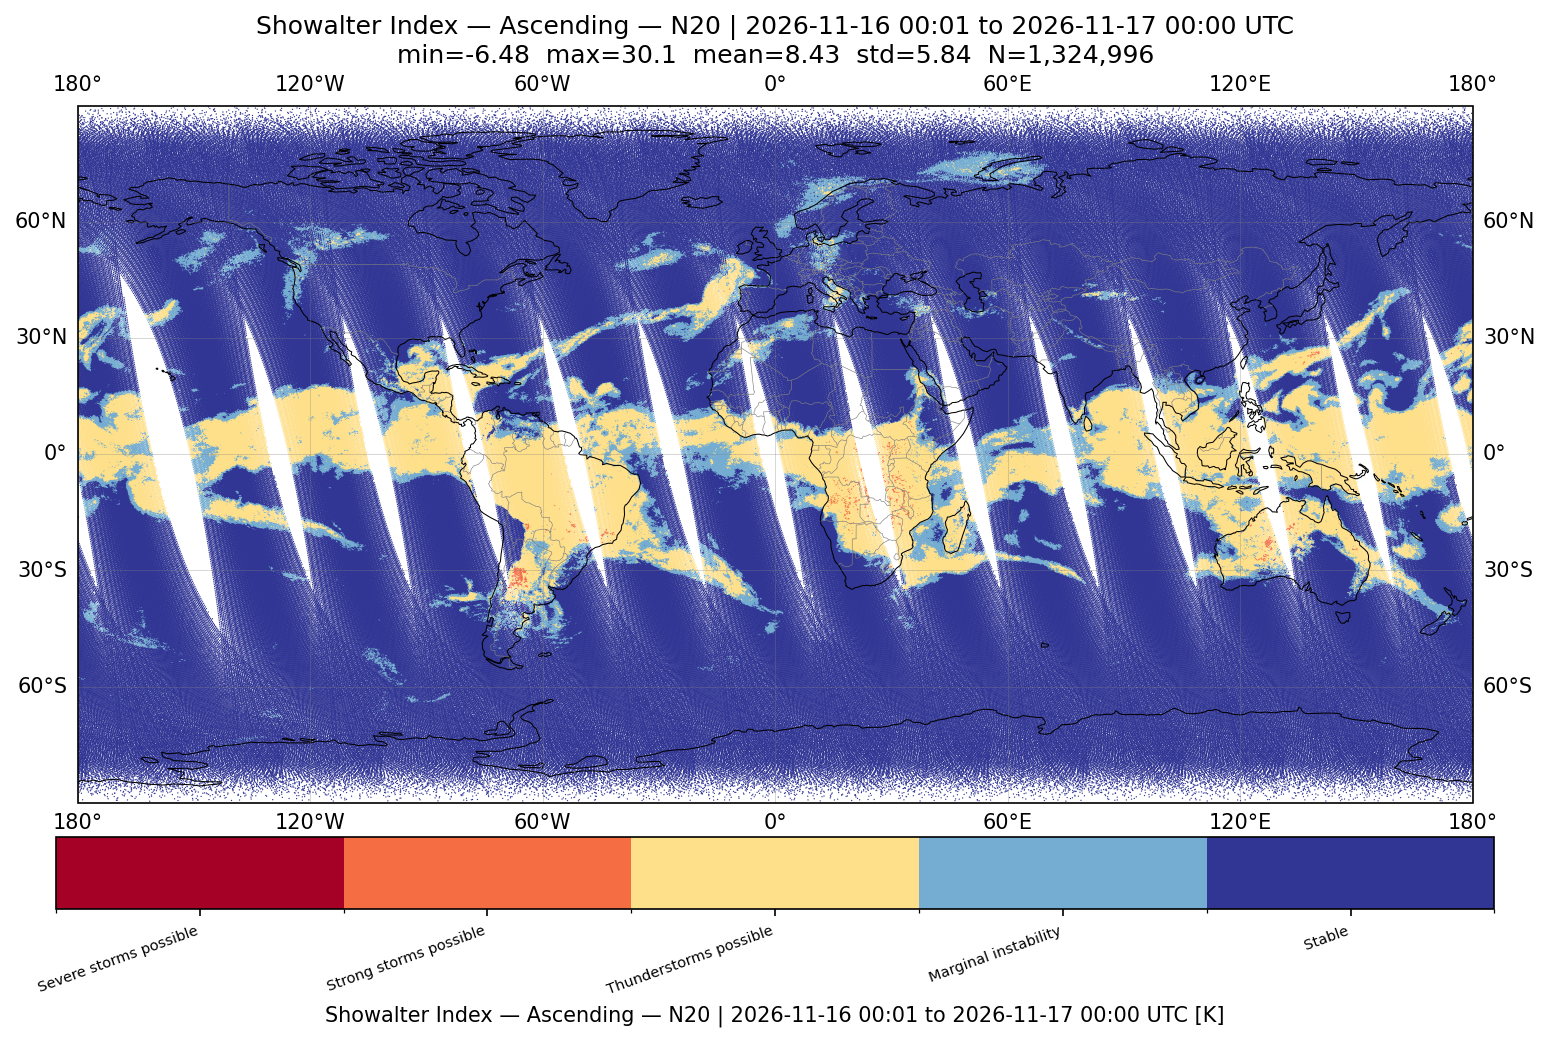 Showalter Index — Ascending — N20 | 2026-11-16 00:01 to 2026-11-17 00:00 UTC
min=-6.48 max=30.1 mean=8.43 std=5.84 N=1,324,996
180° 120°W 60°W 0° 60°E 120°E 180°
60°N 60°N
30°N 30°N
0° 0°
30°S 30°S
60°S 60°S
180° 120°W 60°W 0° 60°E 120°E 180°
Severe storms possible Strong storms possible Thunderstorms possible Marginal instability Stable
Showalter Index — Ascending — N20 | 2026-11-16 00:01 to 2026-11-17 00:00 UTC [K]